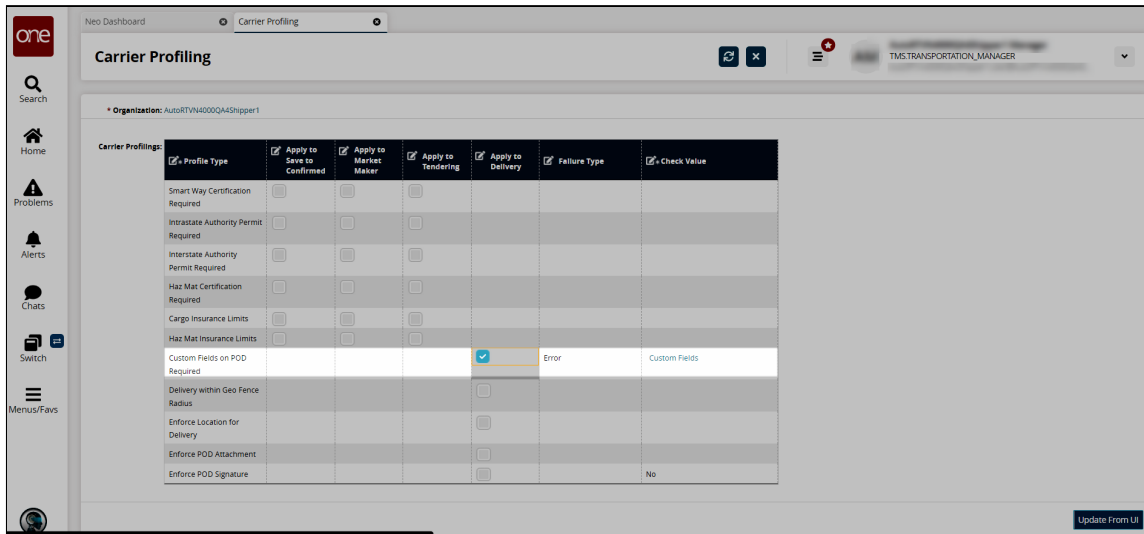 one
Neo Dashboard
Carrier Profiling
Carrier Profiling
TMS.TRANSPORTATION_MANAGER
Search
Home
Problems
Alerts
Chats
Switch
Menus/Favs
* Organization: AutoRTVN4000QA4Shipper1
Carrier Profilings:
* Profile Type
Apply to
Save to
Confirmed
Apply to
Market
Maker
Apply to
Tendering
Apply to
Delivery
Failure Type
* Check Value
Smart Way Certification
Required
Intrastate Authority Permit
Required
Interstate Authority
Permit Required
Haz Mat Certification
Required
Cargo Insurance Limits
Haz Mat Insurance Limits
Custom Fields on POD
Required
Error
Custom Fields
Delivery within Geo Fence
Radius
Enforce Location for
Delivery
Enforce POD Attachment
Enforce POD Signature
No
Update From UI